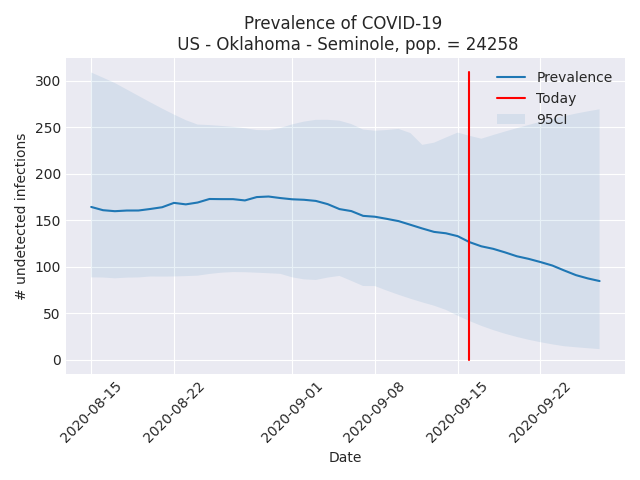 Prevalence of COVID-19
US - Oklahoma - Seminole, pop. = 24258
Prevalence
Today
95CI
# undetected infections
300
250
200
150
100
50
0
2020-08-15
2020-08-22
2020-09-01
2020-09-08
2020-09-15
2020-09-22
Date